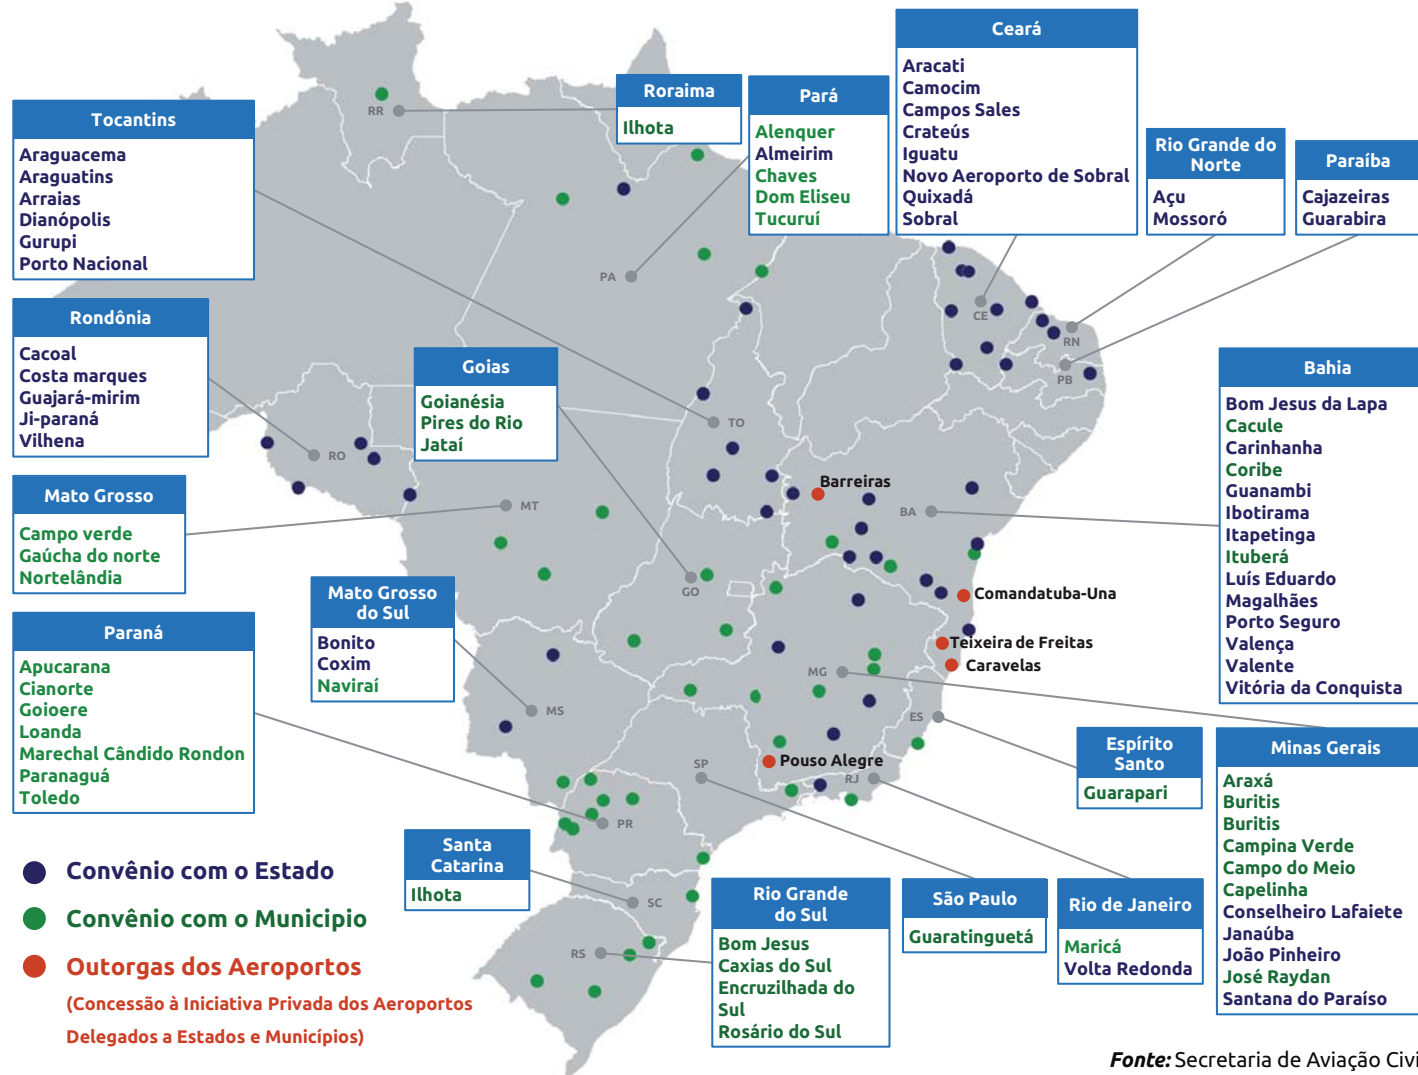 Tocantins
Araguacema
Araguatins
Arraias
Dianópolis
Gurupi
Porto Nacional
Rondônia
Cacoal
Costa marques
Guajará-mirim
Ji-paraná
Vilhena
Mato Grosso
Campo verde
Gaúcha do norte
Nortelândia
Paraná
Apucarana
Cianorte
Goioere
Loanda
Marechal Cândido Rondon
Paranaguá
Toledo
Goias
Goianésia
Pires do Rio
Jataí
Mato Grosso
do Sul
Bonito
Coxim
Naviraí
Roraima
Ilhota
Pará
Alenquer
Almeirim
Chaves
Dom Eliseu
Tucuruí
Ceará
Aracati
Camocim
Campos Sales
Crateús
Iguatu
Novo Aeroporto de Sobral
Quixadá
Sobral
Rio Grande do
Norte
Açu
Mossoró
Paraíba
Cajazeiras
Guarabira
Bahia
Bom Jesus da Lapa
Cacule
Carinhanha
Coribe
Guanambi
Ibotirama
Itapetinga
Ituberá
Luís Eduardo
Magalhães
Porto Seguro
Valença
Valente
Vitória da Conquista
Espírito
Santo
Guarapari
Minas Gerais
Araxá
Buritis
Buritis
Campina Verde
Campo do Meio
Capelinha
Conselheiro Lafaiete
Janaúba
João Pinheiro
José Raydan
Santana do Paraíso
Santa
Catarina
Ilhota
Rio Grande
do Sul
Bom Jesus
Caxias do Sul
Encruzilhada do
Sul
Rosário do Sul
São Paulo
Guaratinguetá
Rio de Janeiro
Maricá
Volta Redonda
RR
PA
CE
RN
PB
TO
RO
MT
BA
GO
MG
MS
ES
SP
RJ
PR
SC
RS
Barreiras
Comandatuba-Una
Teixeira de Freitas
Caravelas
Pouso Alegre
Convênio com o Estado
Convênio com o Municipio
Outorgas dos Aeroportos
(Concessão à Iniciativa Privada dos Aeroportos
Delegados a Estados e Municípios)
Fonte: Secretaria de Aviação Civi